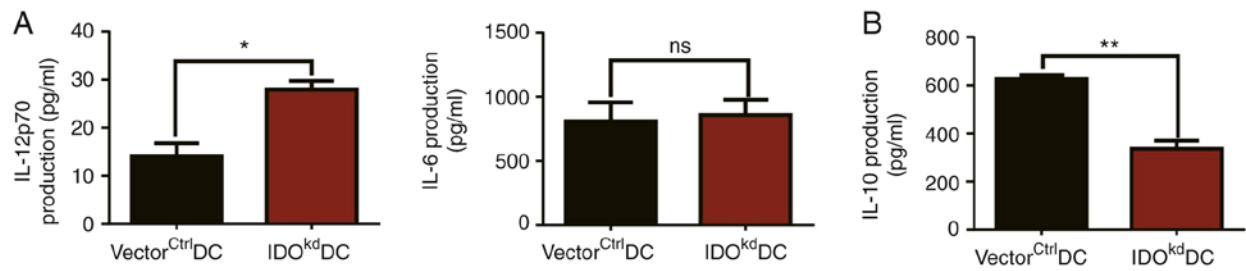 A
IL-12p70
production (pg/ml)
40
30
20
10
0
*
Vector^Ctrl DC
IDO^kd DC
IL-6 production
(pg/ml)
1500
1000
500
0
ns
Vector^Ctrl DC
IDO^kd DC
B
IL-10 production
(pg/ml)
800
600
400
200
0
**
Vector^Ctrl DC
IDO^kd DC